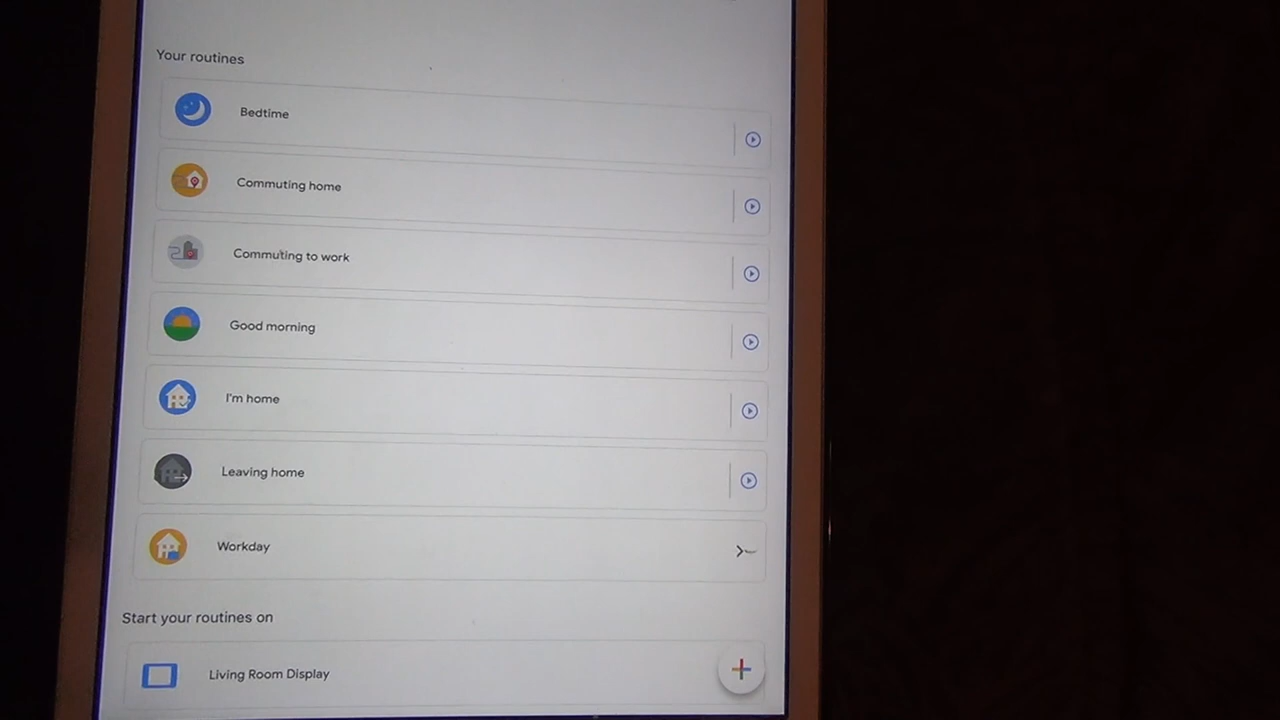 Your routines
Bedtime
Commuting home
Commuting to work
Good morning
I'm home
Leaving home
Workday
Start your routines on
Living Room Display